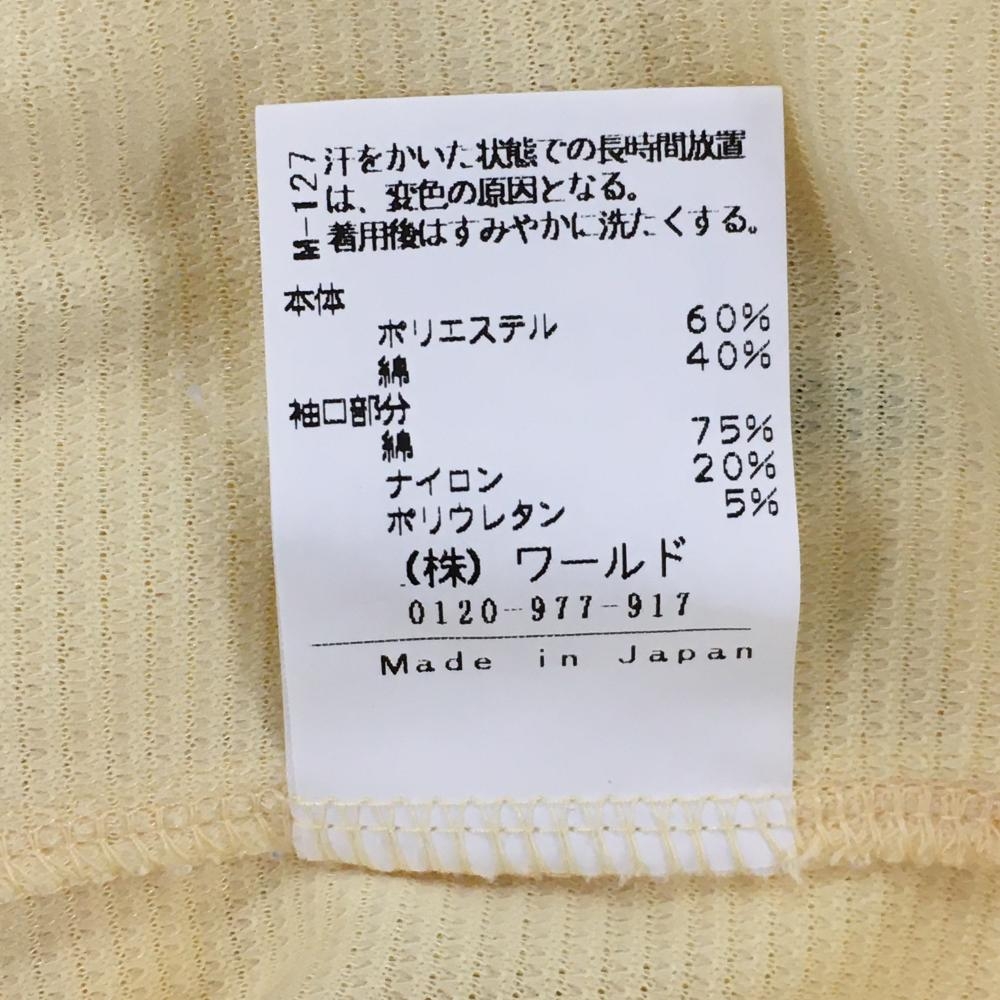 M-127
汗をかいた状態での長時間放置
は、変色の原因となる。
着用後はすみやかに洗たくする。
本体
ポリエステル 60%
綿 40%
袖口部分
綿 75%
ナイロン 20%
ポリウレタン 5%
(株) ワールド
0120-977-917
Made in Japan